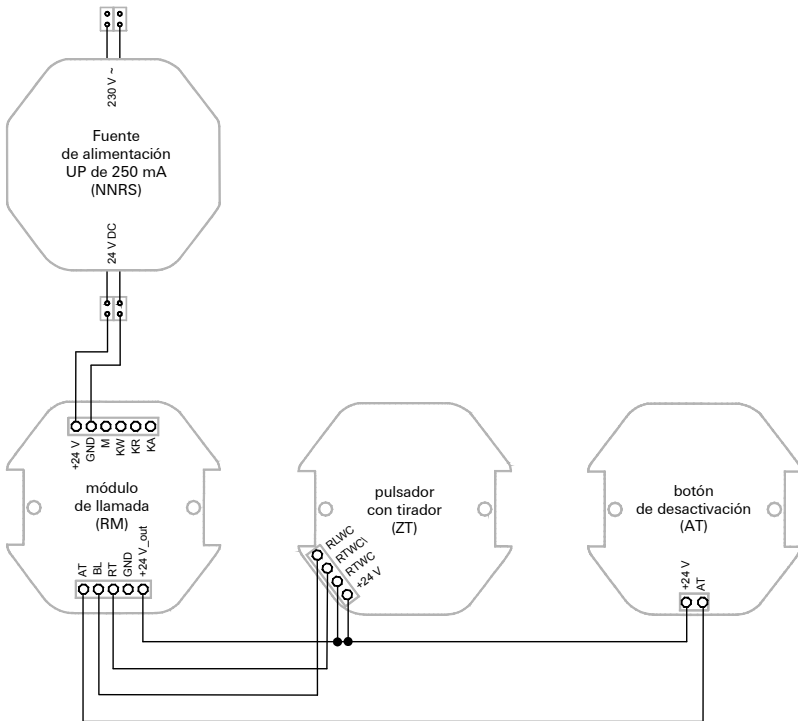 230 V ~
Fuente
de alimentación
UP de 250 mA
(NNRS)
24 V DC
+24 V
GND
M
KW
KR
KA
módulo
de llamada
(RM)
AT
BL
RT
GND
+24 V_out
pulsador
con tirador
(ZT)
RLWC
RTWC\
RTWC
+24 V
botón
de desactivación
(AT)
+24 V
AT